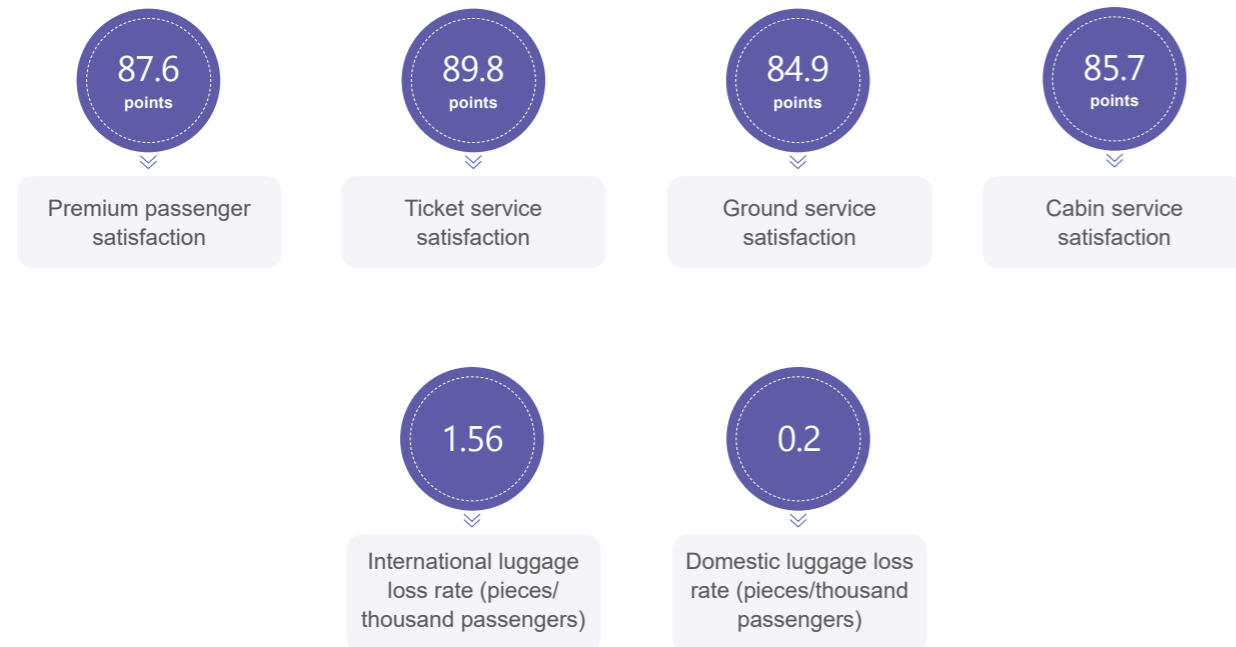 87.6
points
Premium passenger
satisfaction
89.8
points
Ticket service
satisfaction
84.9
points
Ground service
satisfaction
85.7
points
Cabin service
satisfaction
1.56
International luggage
loss rate (pieces/
thousand passengers)
0.2
Domestic luggage loss
rate (pieces/thousand
passengers)